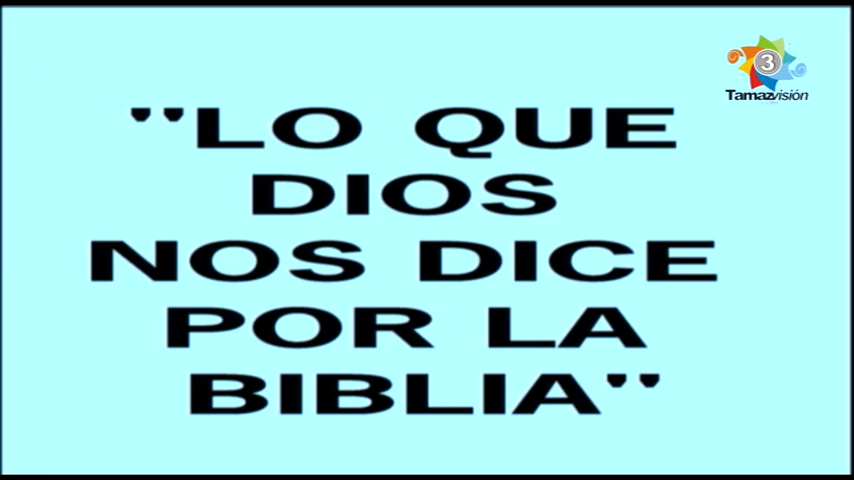 "LO QUE
DIOS
NOS DICE
POR LA
BIBLIA"
3
Tamazvisión